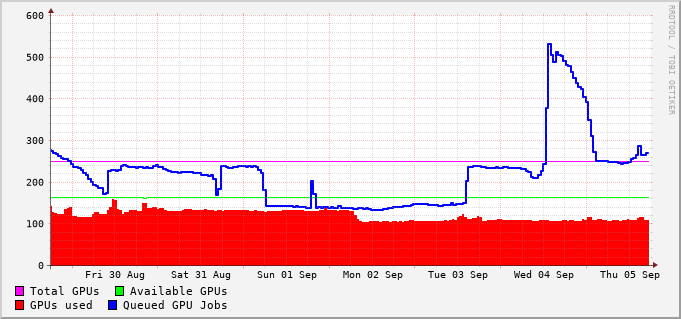 600
500
400
300
200
100
0
Fri 30 Aug Sat 31 Aug Sun 01 Sep Mon 02 Sep Tue 03 Sep Wed 04 Sep Thu 05 Sep
Total GPUs Available GPUs
GPUs used Queued GPU Jobs
RRDTOOL / TOBI OETIKER